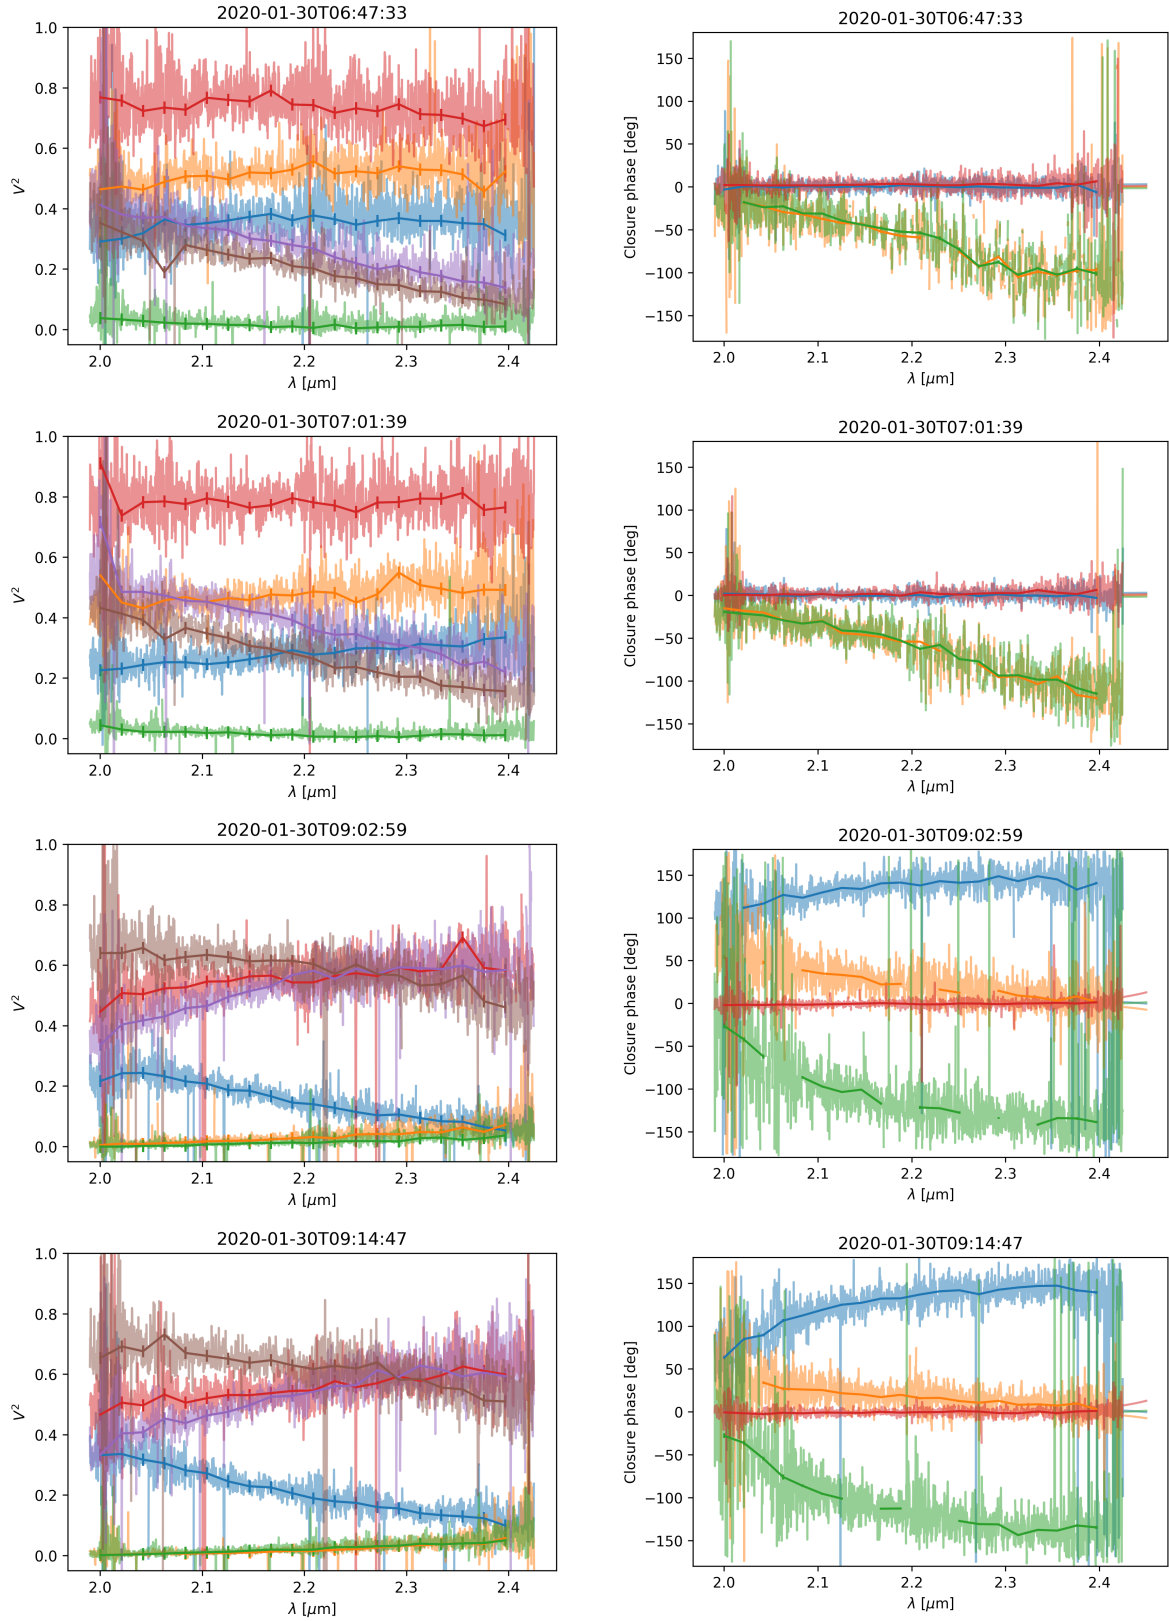 2020-01-30T06:47:33
1.0
0.8
0.6
0.4
0.2
0.0
V²
2.0 2.1 2.2 2.3 2.4
λ [μm]
2020-01-30T06:47:33
150
100
50
0
−50
−100
−150
Closure phase [deg]
2.0 2.1 2.2 2.3 2.4
λ [μm]
2020-01-30T07:01:39
1.0
0.8
0.6
0.4
0.2
0.0
V²
2.0 2.1 2.2 2.3 2.4
λ [μm]
2020-01-30T07:01:39
150
100
50
0
−50
−100
−150
Closure phase [deg]
2.0 2.1 2.2 2.3 2.4
λ [μm]
2020-01-30T09:02:59
1.0
0.8
0.6
0.4
0.2
0.0
V²
2.0 2.1 2.2 2.3 2.4
λ [μm]
2020-01-30T09:02:59
150
100
50
0
−50
−100
−150
Closure phase [deg]
2.0 2.1 2.2 2.3 2.4
λ [μm]
2020-01-30T09:14:47
1.0
0.8
0.6
0.4
0.2
0.0
V²
2.0 2.1 2.2 2.3 2.4
λ [μm]
2020-01-30T09:14:47
150
100
50
0
−50
−100
−150
Closure phase [deg]
2.0 2.1 2.2 2.3 2.4
λ [μm]